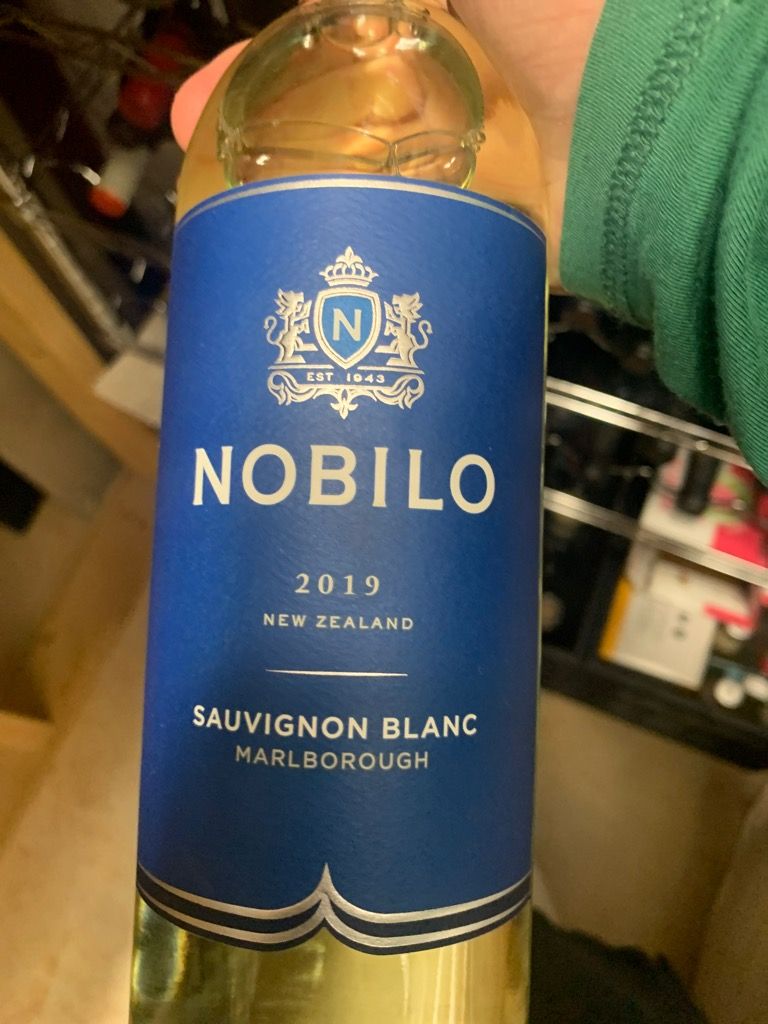 N
EST 1943
NOBILO
2019
NEW ZEALAND
SAUVIGNON BLANC
MARLBOROUGH